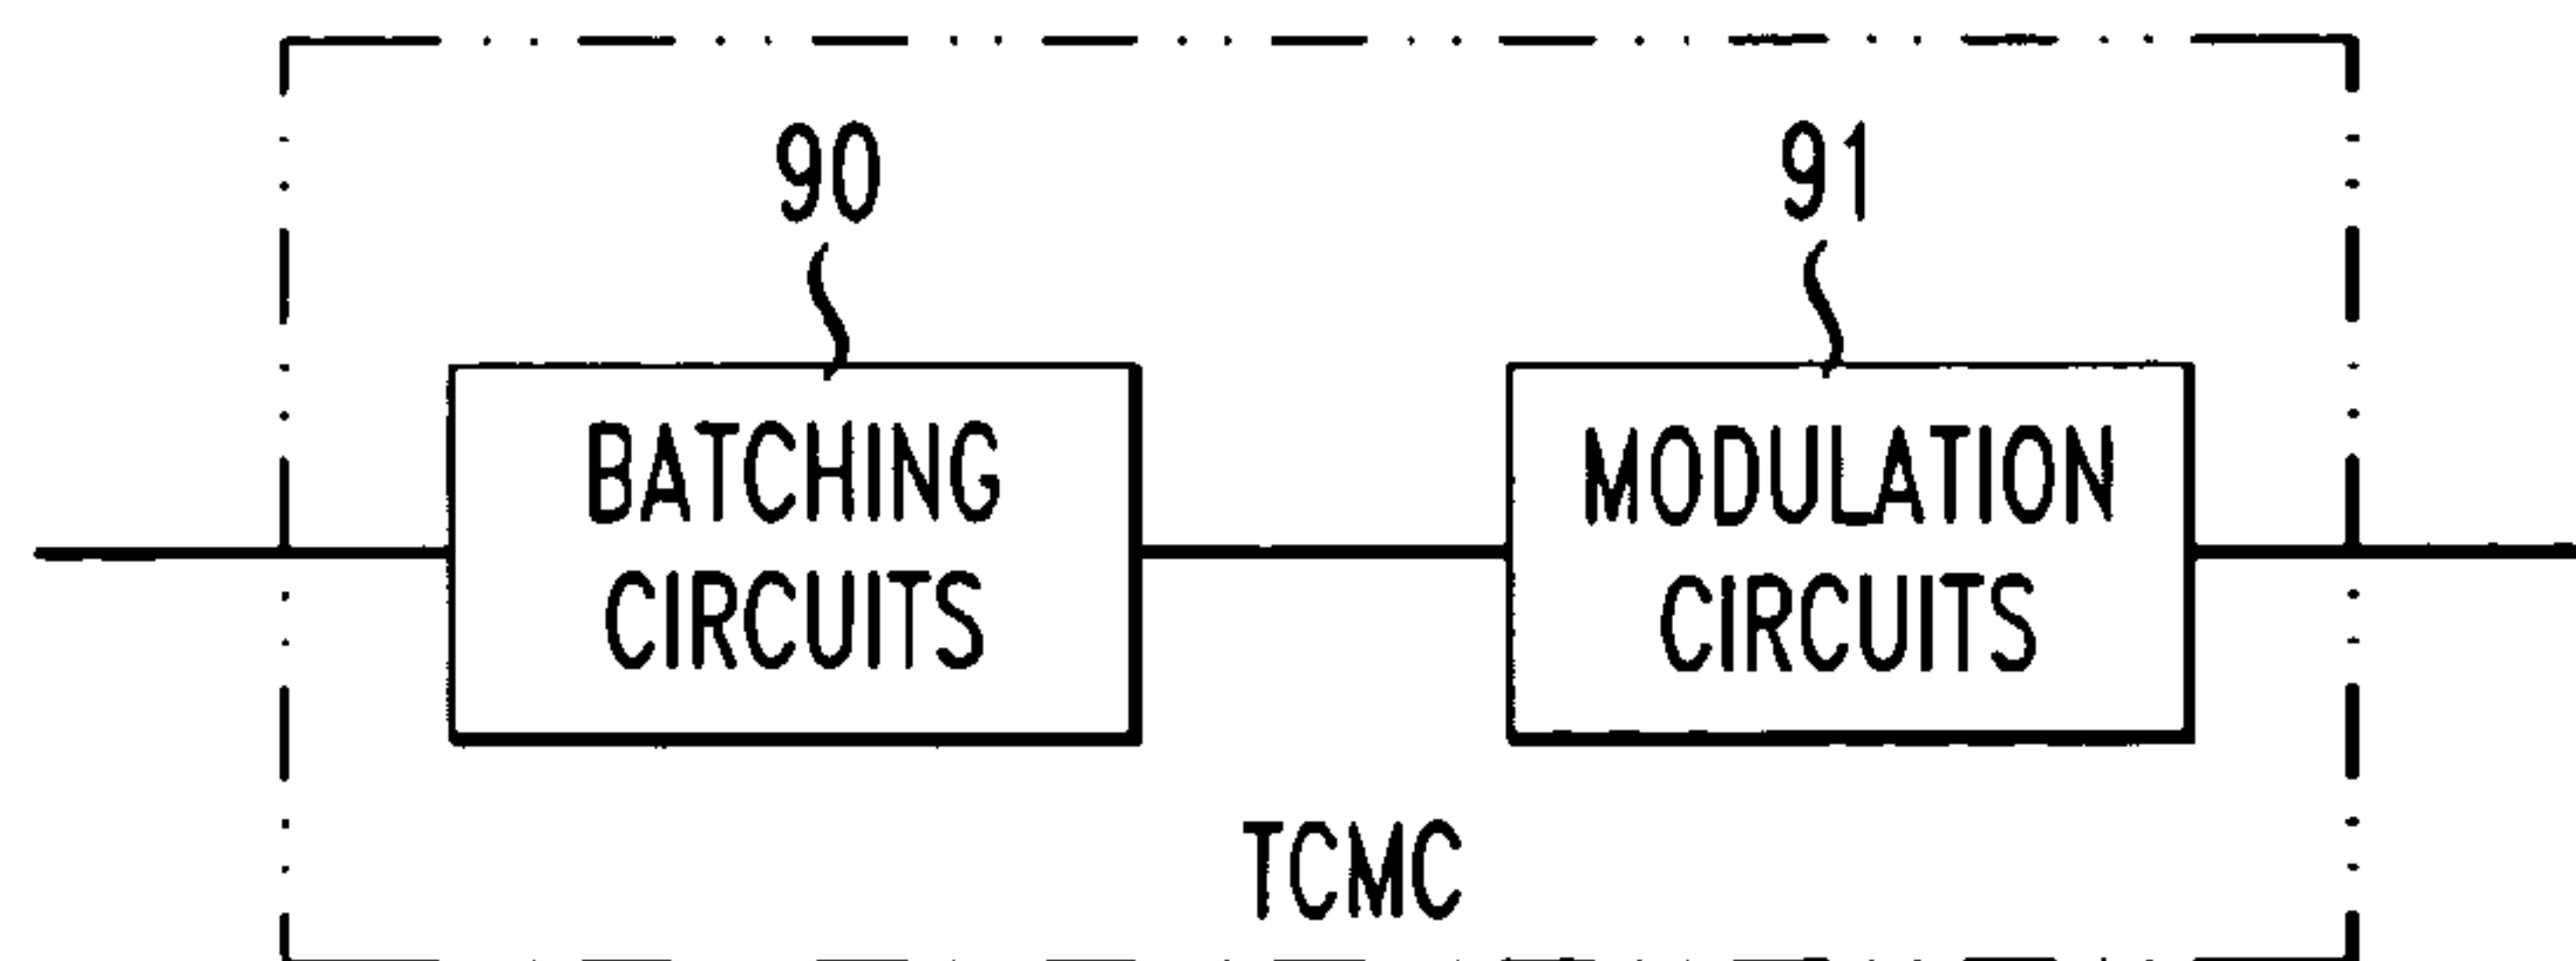 90
91
BATCHING
CIRCUITS
MODULATION
CIRCUITS
TCMC